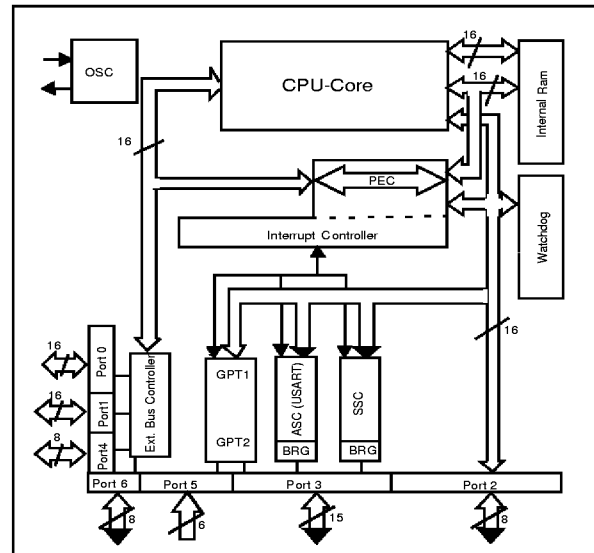 OSC
CPU-Core
16
16
Internal Ram
16
PEC
Interrupt Controller
Watchdog
16
16
Port 0
16
Port1
8
Port4
Ext. Bus Controller
GPT1
GPT2
ASC (USART)
BRG
SSC
BRG
Port 6
Port 5
Port 3
Port 2
8
6
15
8